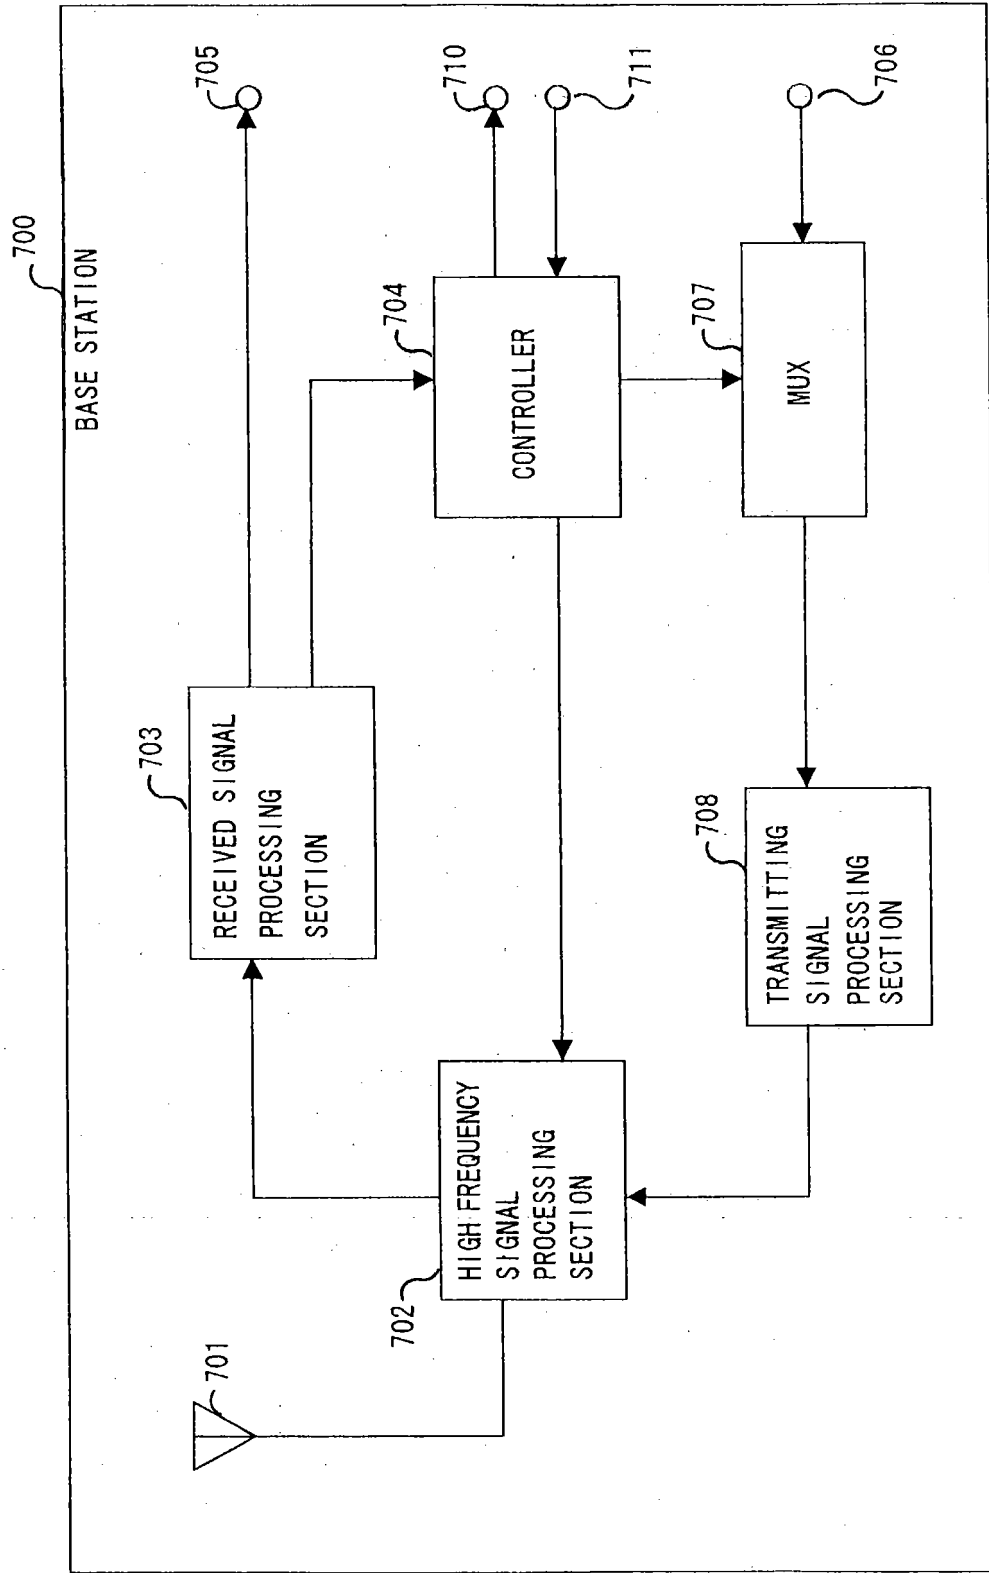 700
BASE STATION
701
702
HIGH FREQUENCY
SIGNAL
PROCESSING
SECTION
703
RECEIVED SIGNAL
PROCESSING
SECTION
705
704
CONTROLLER
710
711
708
TRANSMITTING
SIGNAL
PROCESSING
SECTION
707
MUX
706